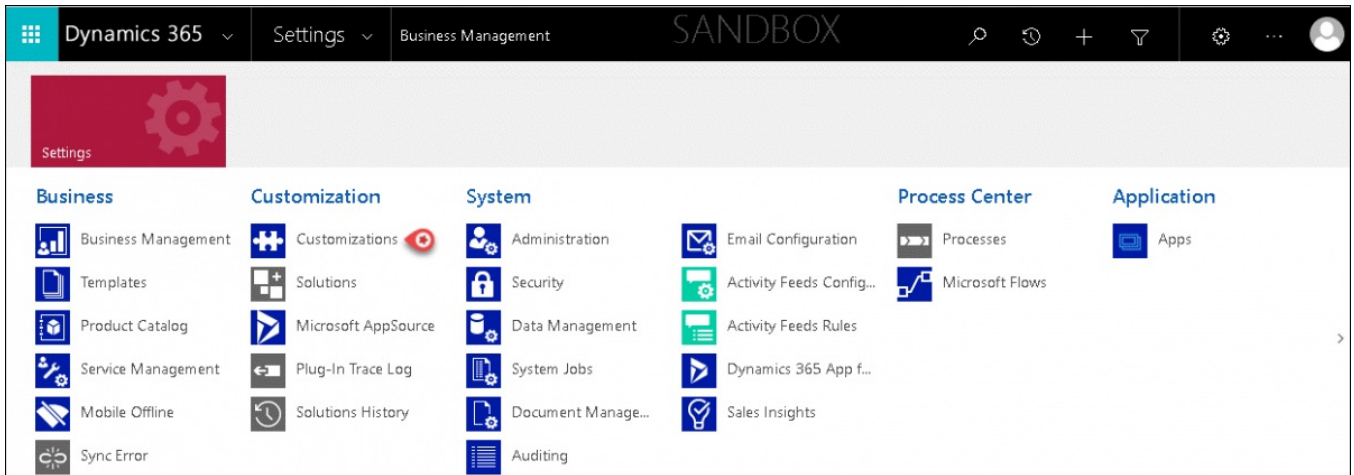 Dynamics 365 Settings Business Management SANDBOX
Settings
Business
Business Management
Templates
Product Catalog
Service Management
Mobile Offline
Sync Error
Customization
Customizations
Solutions
Microsoft AppSource
Plug-In Trace Log
Solutions History
System
Administration
Security
Data Management
System Jobs
Document Manage...
Auditing
Email Configuration
Activity Feeds Config...
Activity Feeds Rules
Dynamics 365 App f...
Sales Insights
Process Center
Processes
Microsoft Flows
Application
Apps